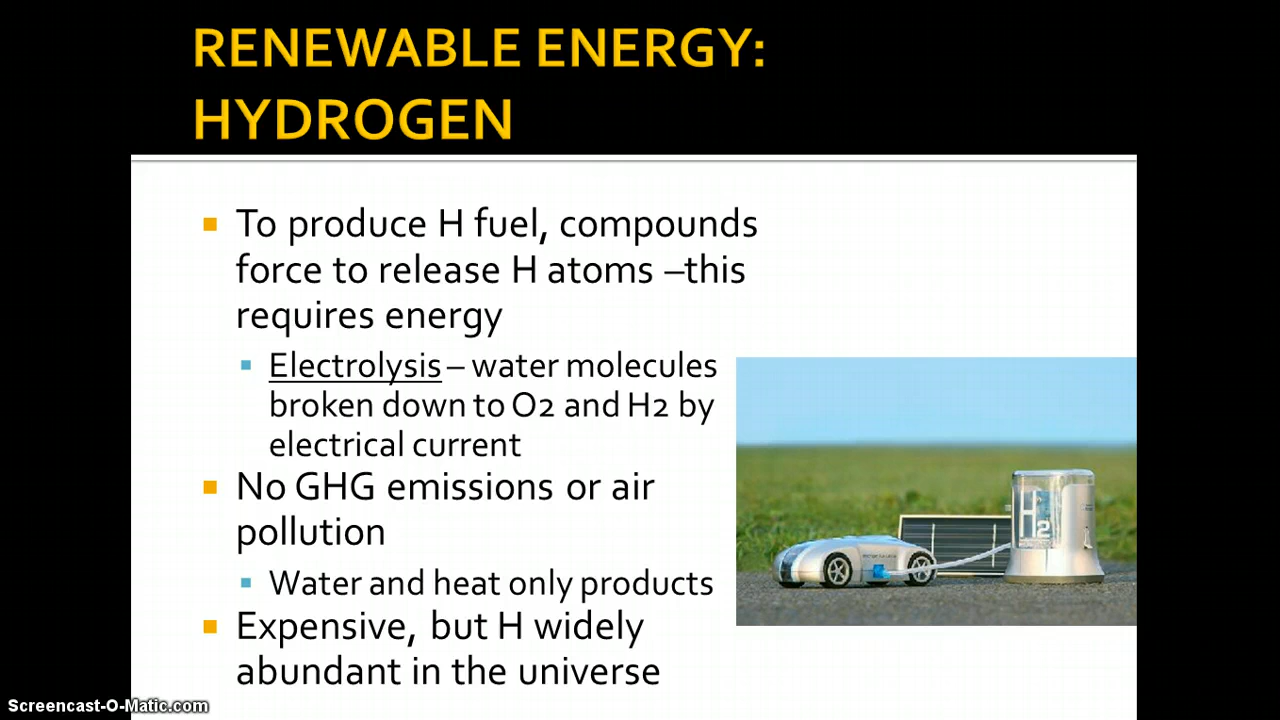 RENEWABLE ENERGY:
HYDROGEN
To produce H fuel, compounds
force to release H atoms –this
requires energy
Electrolysis – water molecules
broken down to O2 and H2 by
electrical current
No GHG emissions or air
pollution
Water and heat only products
Expensive, but H widely
abundant in the universe
H2
Screencast-O-Matic.com